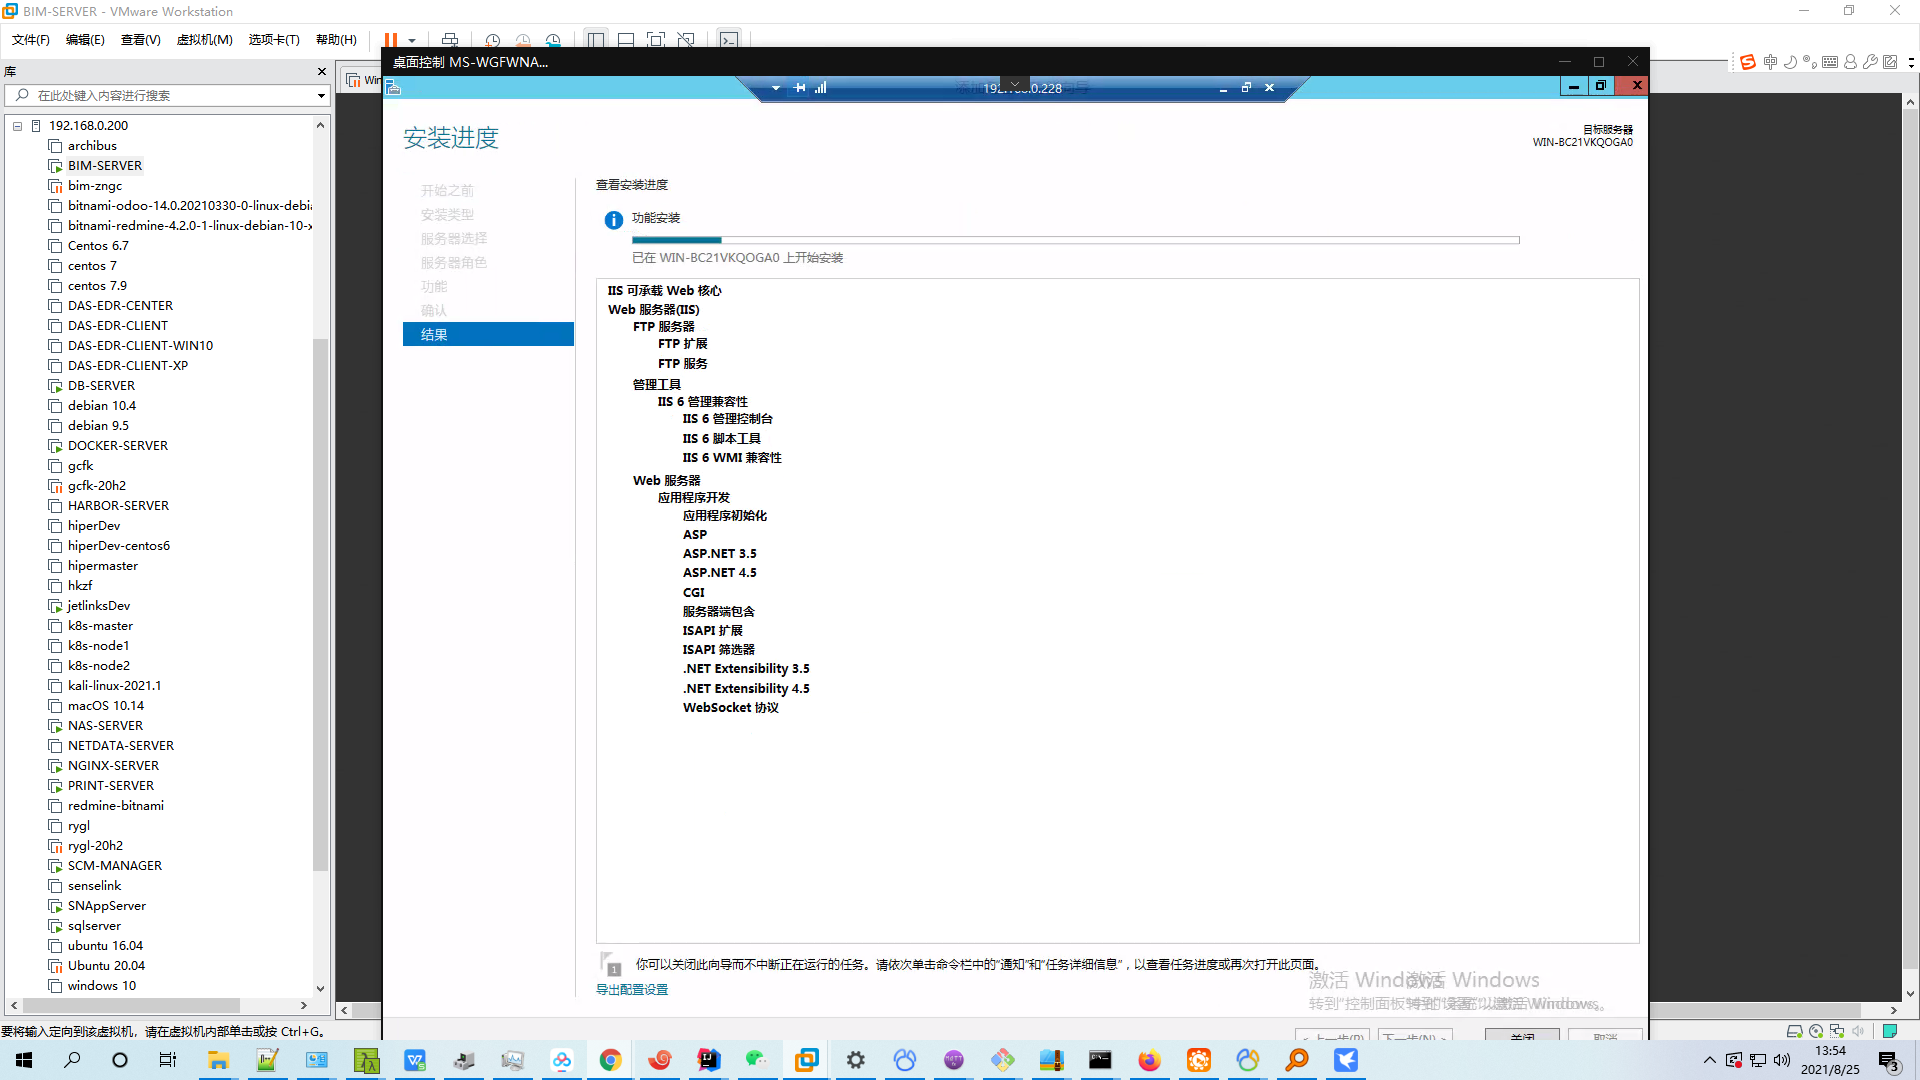 BIM-SERVER - VMware Workstation
文件(F) 编辑(E) 查看(V) 虚拟机(M) 选项卡(T) 帮助(H)
库
在此处键入内容进行搜索
192.168.0.200
archibus
BIM-SERVER
bim-zngc
bitnami-odoo-14.0.20210330-0-linux-debi
bitnami-redmine-4.2.0-1-linux-debian-10-x
Centos 6.7
centos 7
centos 7.9
DAS-EDR-CENTER
DAS-EDR-CLIENT
DAS-EDR-CLIENT-WIN10
DAS-EDR-CLIENT-XP
DB-SERVER
debian 10.4
debian 9.5
DOCKER-SERVER
gcfk
gcfk-20h2
HARBOR-SERVER
hiperDev
hiperDev-centos6
hipermaster
hkzf
jetlinksDev
k8s-master
k8s-node1
k8s-node2
kali-linux-2021.1
macOS 10.14
NAS-SERVER
NETDATA-SERVER
NGINX-SERVER
PRINT-SERVER
redmine-bitnami
rygl
rygl-20h2
SCM-MANAGER
senselink
SNAppServer
sqlserver
ubuntu 16.04
Ubuntu 20.04
windows 10
要将输入定向到该虚拟机，请在虚拟机内部单击或按 Ctrl+G。
Win
桌面控制 MS-WGFWNA...
安装进度
目标服务器
WIN-BC21VKQOGA0
开始之前
安装类型
服务器选择
服务器角色
功能
确认
结果
查看安装进度
功能安装
已在 WIN-BC21VKQOGA0 上开始安装
IIS 可承载 Web 核心
Web 服务器(IIS)
FTP 服务器
FTP 扩展
FTP 服务
管理工具
IIS 6 管理兼容性
IIS 6 管理控制台
IIS 6 脚本工具
IIS 6 WMI 兼容性
Web 服务器
应用程序开发
应用程序初始化
ASP
ASP.NET 3.5
ASP.NET 4.5
CGI
服务器端包含
ISAPI 扩展
ISAPI 筛选器
.NET Extensibility 3.5
.NET Extensibility 4.5
WebSocket 协议
1
你可以关闭此向导而不中断正在运行的任务。请依次单击命令栏中的"通知"和"任务详细信息"，以查看任务进度或再次打开此页面。
导出配置设置
激活 Windows
< 上一步(P) 下一步(N) > 关闭 取消
中
13:54
2021/8/25
3